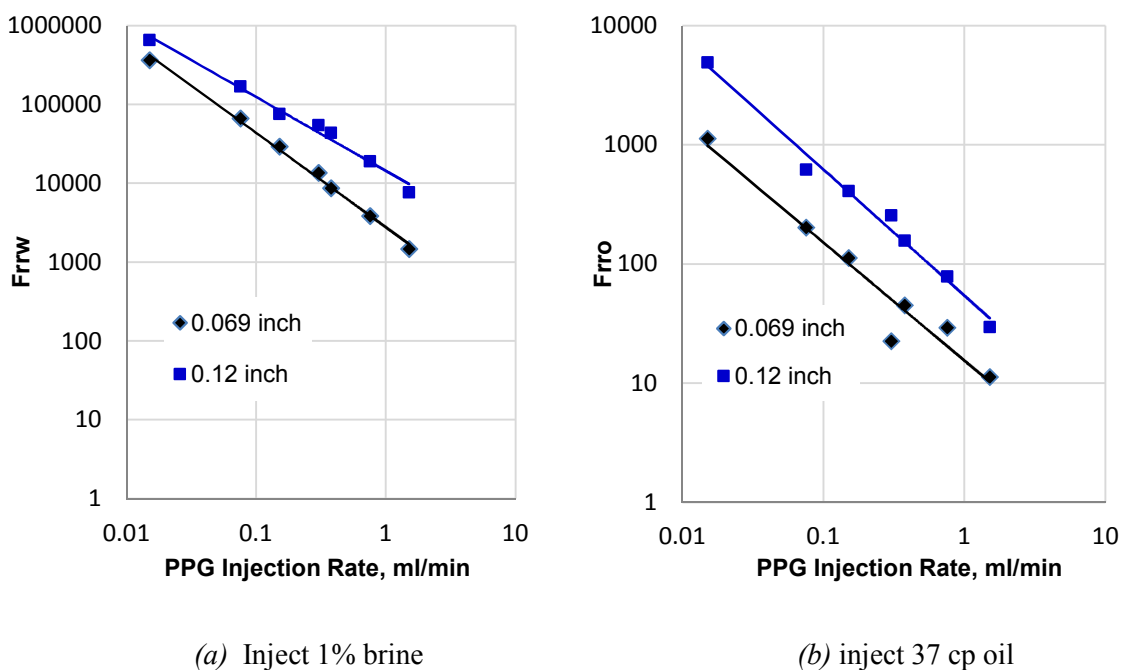 1000000
100000
10000
1000
100
10
1
Frrw
0.069 inch
0.12 inch
0.01 0.1 1 10
PPG Injection Rate, ml/min
(a) Inject 1% brine
10000
1000
100
10
1
Frro
0.069 inch
0.12 inch
0.01 0.1 1 10
PPG Injection Rate, ml/min
(b) inject 37 cp oil